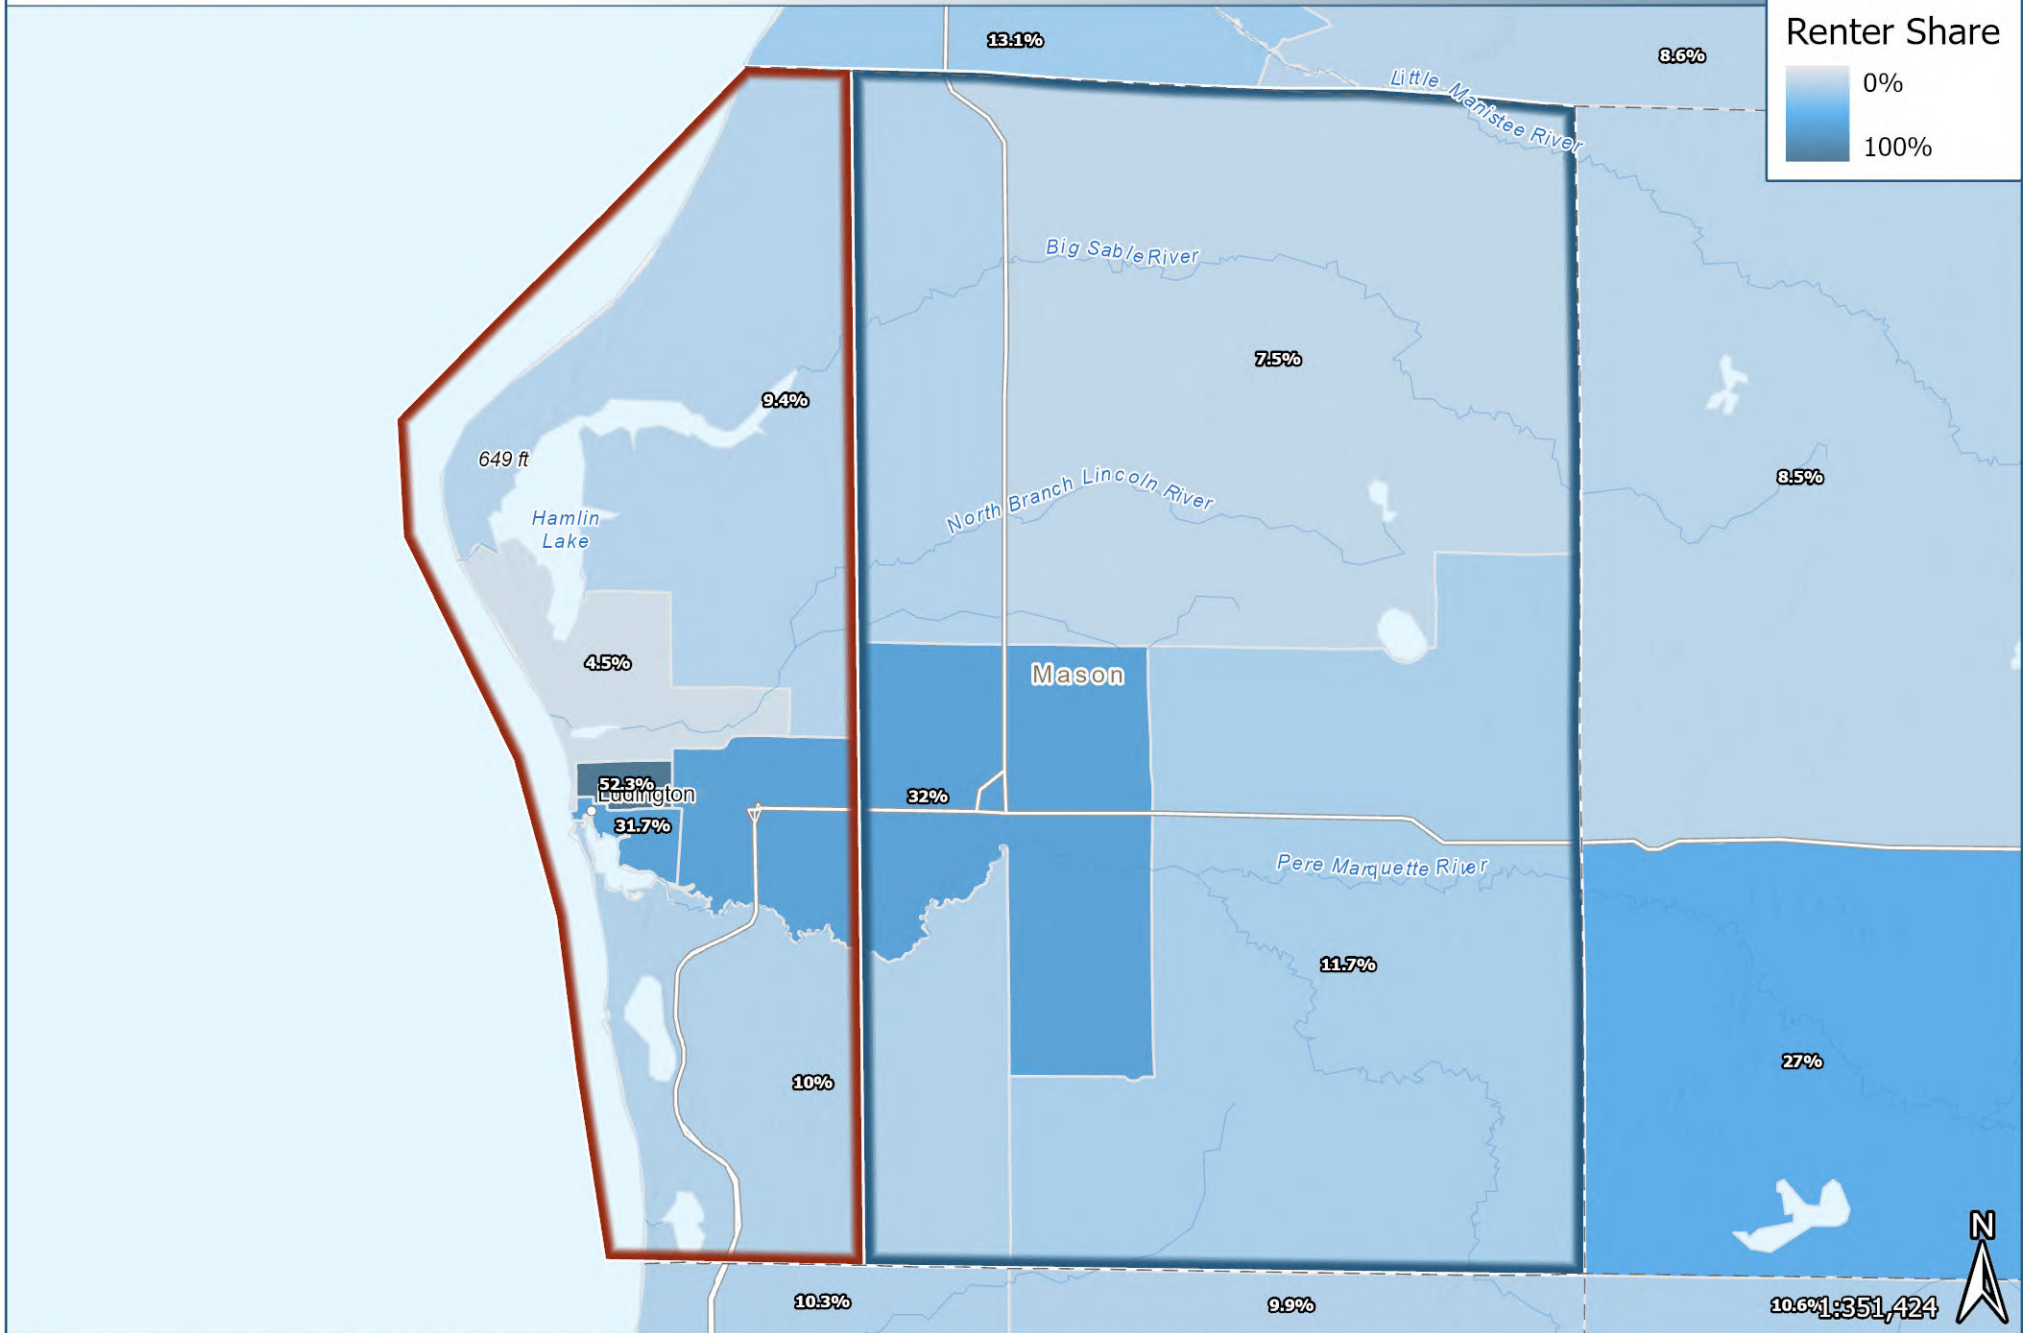 Renter Share
0%
100%
13.1%
8.6%
Little Manistee River
Big Sable River
7.5%
9.4%
649 ft
Hamlin
Lake
North Branch Lincoln River
8.5%
4.5%
Mason
52.3%
Ludington
32%
31.7%
Pere Marquette River
11.7%
27%
10%
N
10.3%
9.9%
10.6%
1:351,424